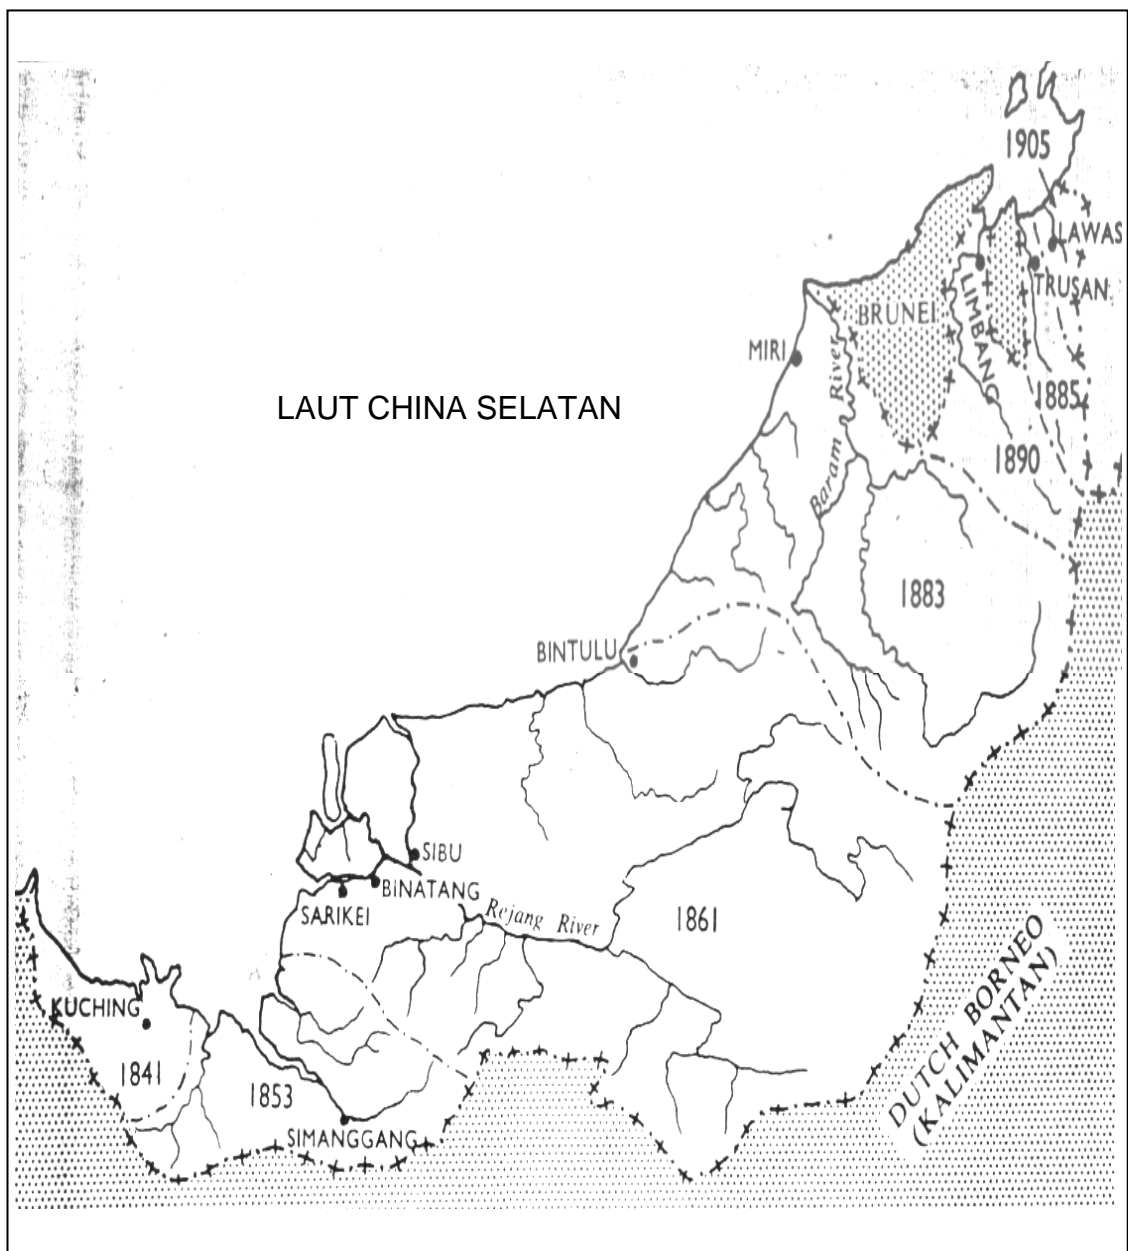 1905
LAWAS
TRUSAN
BRUNEI
LIMBANG
MIRI
Baram River
1885
LAUT CHINA SELATAN
1890
1883
BINTULU
SIBU
BINATANG
SARIKEI
Rejang River
1861
KUCHING
1841
1853
SIMANGGANG
DUTCH BORNEO
(KALIMANTAN)